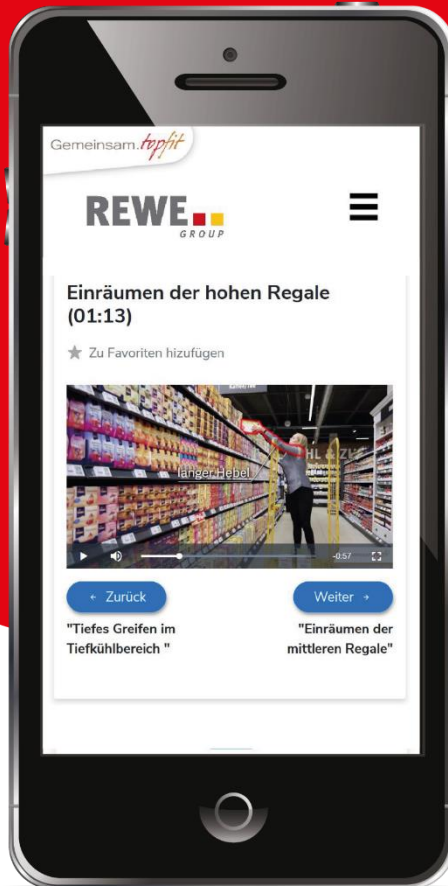 Gemeinsam.topfit
REWE
GROUP
Einräumen der hohen Regale
(01:13)
★ Zu Favoriten hinzufügen
langer Hebel
-0:57
← Zurück
Weiter →
"Tiefes Greifen im
Tiefkühlbereich "
"Einräumen der
mittleren Regale"